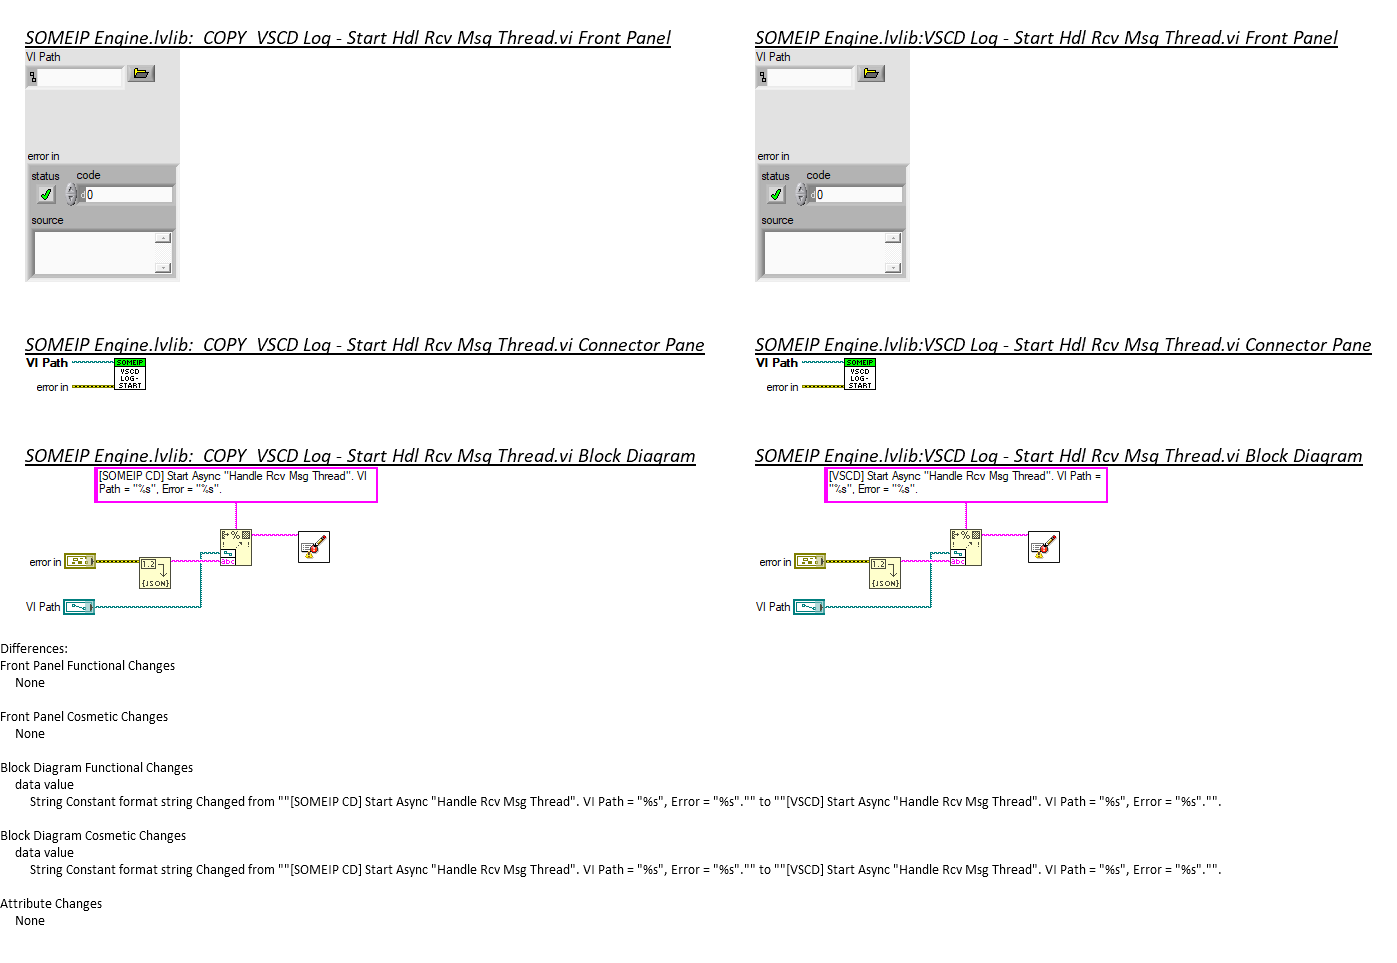 SOMEIP Engine.lvlib:  COPY  VSCD Log - Start Hdl Rcv Msg Thread.vi Front Panel
VI Path
error in
status code
0
source
SOMEIP Engine.lvlib:VSCD Log - Start Hdl Rcv Msg Thread.vi Front Panel
VI Path
error in
status code
0
source
SOMEIP Engine.lvlib:  COPY  VSCD Log - Start Hdl Rcv Msg Thread.vi Connector Pane
VI Path
error in
SOMEIP
VSCD
LOG-
START
SOMEIP Engine.lvlib:VSCD Log - Start Hdl Rcv Msg Thread.vi Connector Pane
VI Path
error in
SOMEIP
VSCD
LOG-
START
SOMEIP Engine.lvlib:  COPY  VSCD Log - Start Hdl Rcv Msg Thread.vi Block Diagram
[SOMEIP CD] Start Async "Handle Rcv Msg Thread". VI
Path = "%s", Error = "%s".
%
abc
error in
1.2
{JSON}
VI Path
SOMEIP Engine.lvlib:VSCD Log - Start Hdl Rcv Msg Thread.vi Block Diagram
[VSCD] Start Async "Handle Rcv Msg Thread". VI Path =
"%s", Error = "%s".
%
abc
error in
1.2
{JSON}
VI Path
Differences:
Front Panel Functional Changes
None
Front Panel Cosmetic Changes
None
Block Diagram Functional Changes
data value
String Constant format string Changed from ""[SOMEIP CD] Start Async "Handle Rcv Msg Thread". VI Path = "%s", Error = "%s"."" to ""[VSCD] Start Async "Handle Rcv Msg Thread". VI Path = "%s", Error = "%s"."".
Block Diagram Cosmetic Changes
data value
String Constant format string Changed from ""[SOMEIP CD] Start Async "Handle Rcv Msg Thread". VI Path = "%s", Error = "%s"."" to ""[VSCD] Start Async "Handle Rcv Msg Thread". VI Path = "%s", Error = "%s"."".
Attribute Changes
None